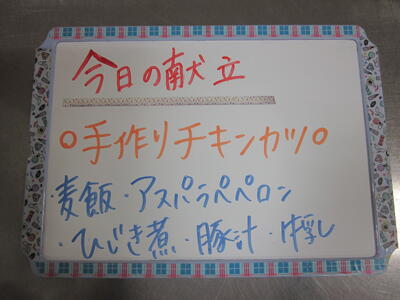 今日の献立
○手作りチキンカツ○
・麦飯・アスパラペペロン
・ひじき煮・豚汁・牛乳